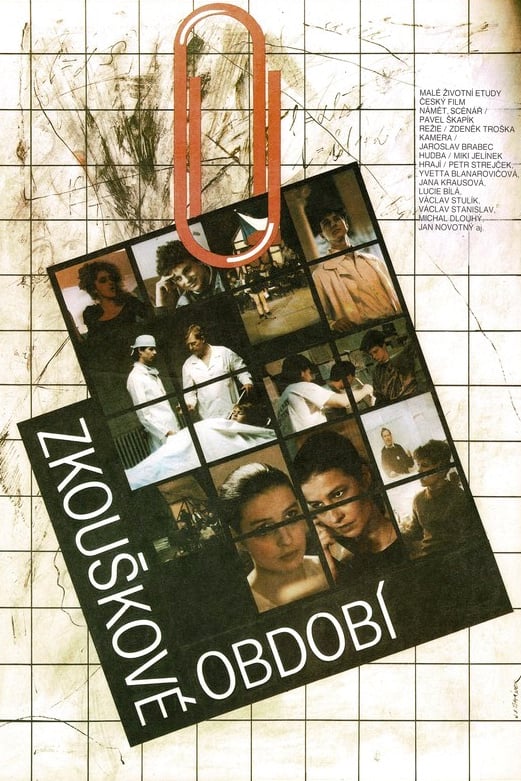 MALÉ ŽIVOTNÍ ETUDY
ČESKÝ FILM
NÁMĚT, SCÉNÁŘ /
PAVEL ŠKAPÍK
REŽIE / ZDENĚK TROŠKA
KAMERA /
JAROSLAV BRABEC
HUDBA / MIKI JELÍNEK
HRAJÍ / PETR STREJČEK,
YVETTA BLANAROVIČOVÁ,
JANA KRAUSOVÁ,
LUCIE BÍLÁ,
VÁCLAV STULÍK,
VÁCLAV STANISLAV,
MICHAL DLOUHÝ,
JAN NOVOTNÝ aj.
ZKOUŠKOVÉ
OBDOBÍ